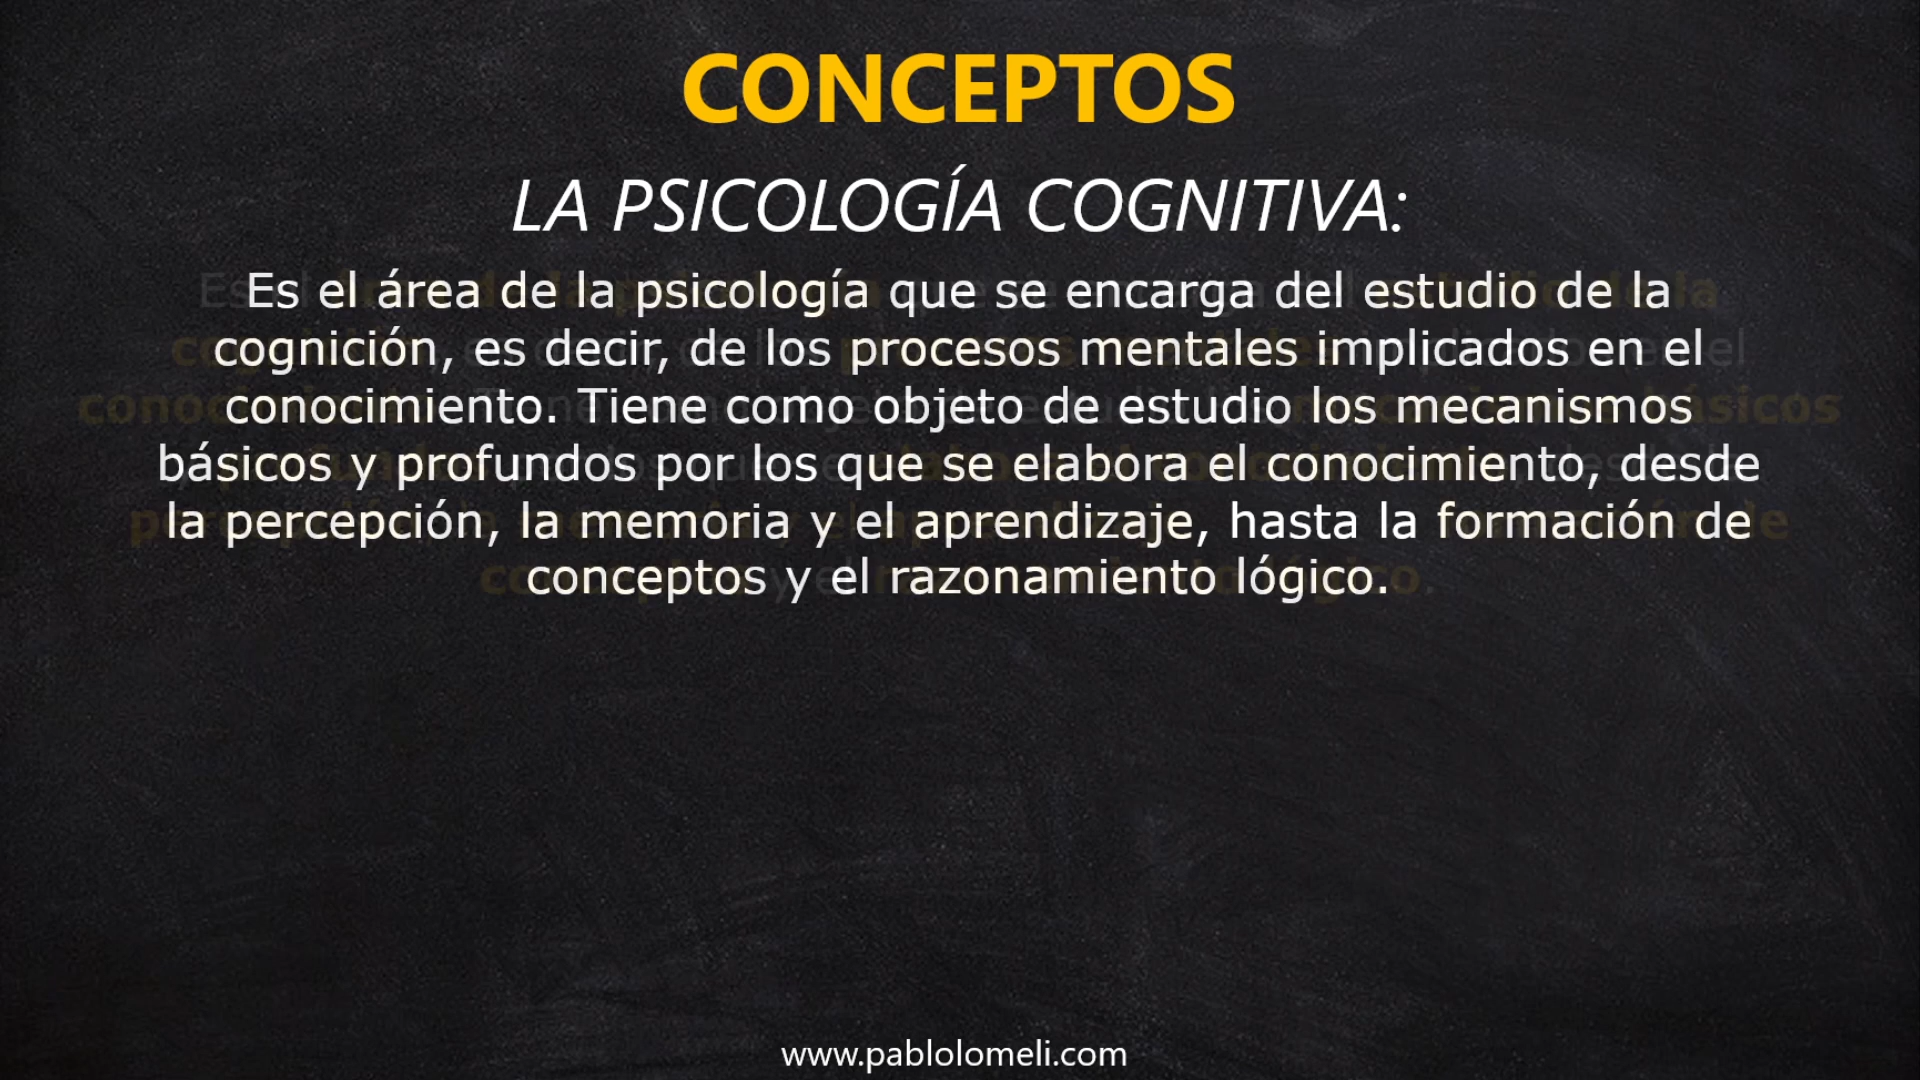 CONCEPTOS
LA PSICOLOGÍA COGNITIVA:
Es el área de la psicología que se encarga del estudio de la
cognición, es decir, de los procesos mentales implicados en el
conocimiento. Tiene como objeto de estudio los mecanismos
básicos y profundos por los que se elabora el conocimiento, desde
la percepción, la memoria y el aprendizaje, hasta la formación de
conceptos y el razonamiento lógico.
www.pablolomeli.com